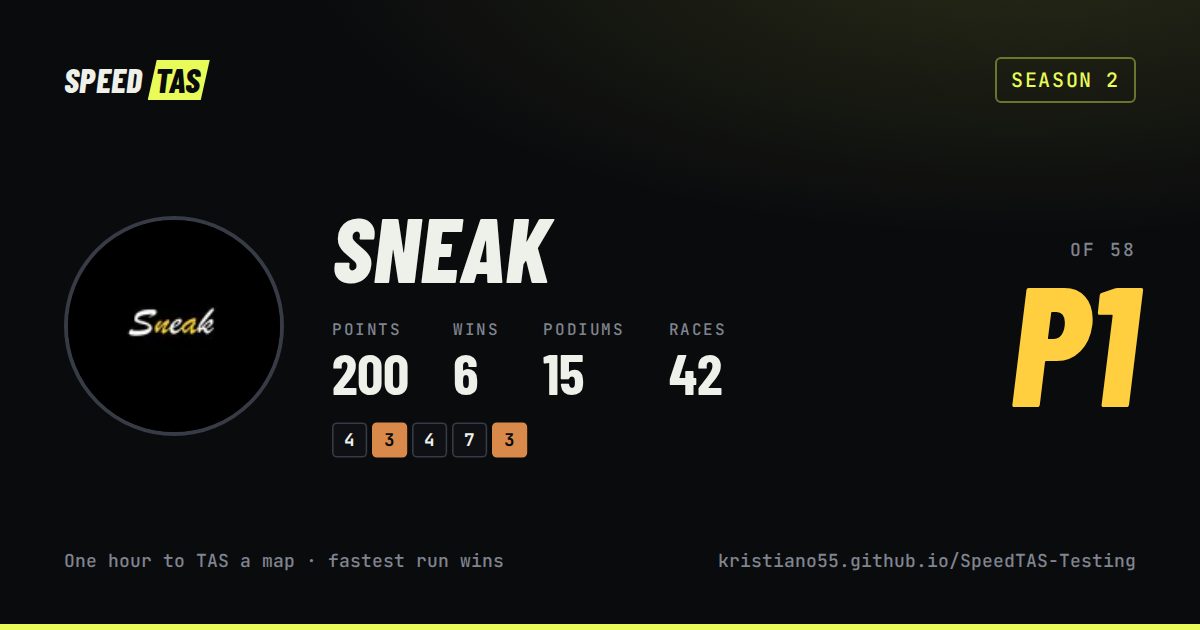 SPEED TAS
SEASON 2
Sneak
SNEAK
POINTS WINS PODIUMS RACES
200 6 15 42
4 3 4 7 3
OF 58
P1
One hour to TAS a map · fastest run wins
kristiano55.github.io/SpeedTAS-Testing